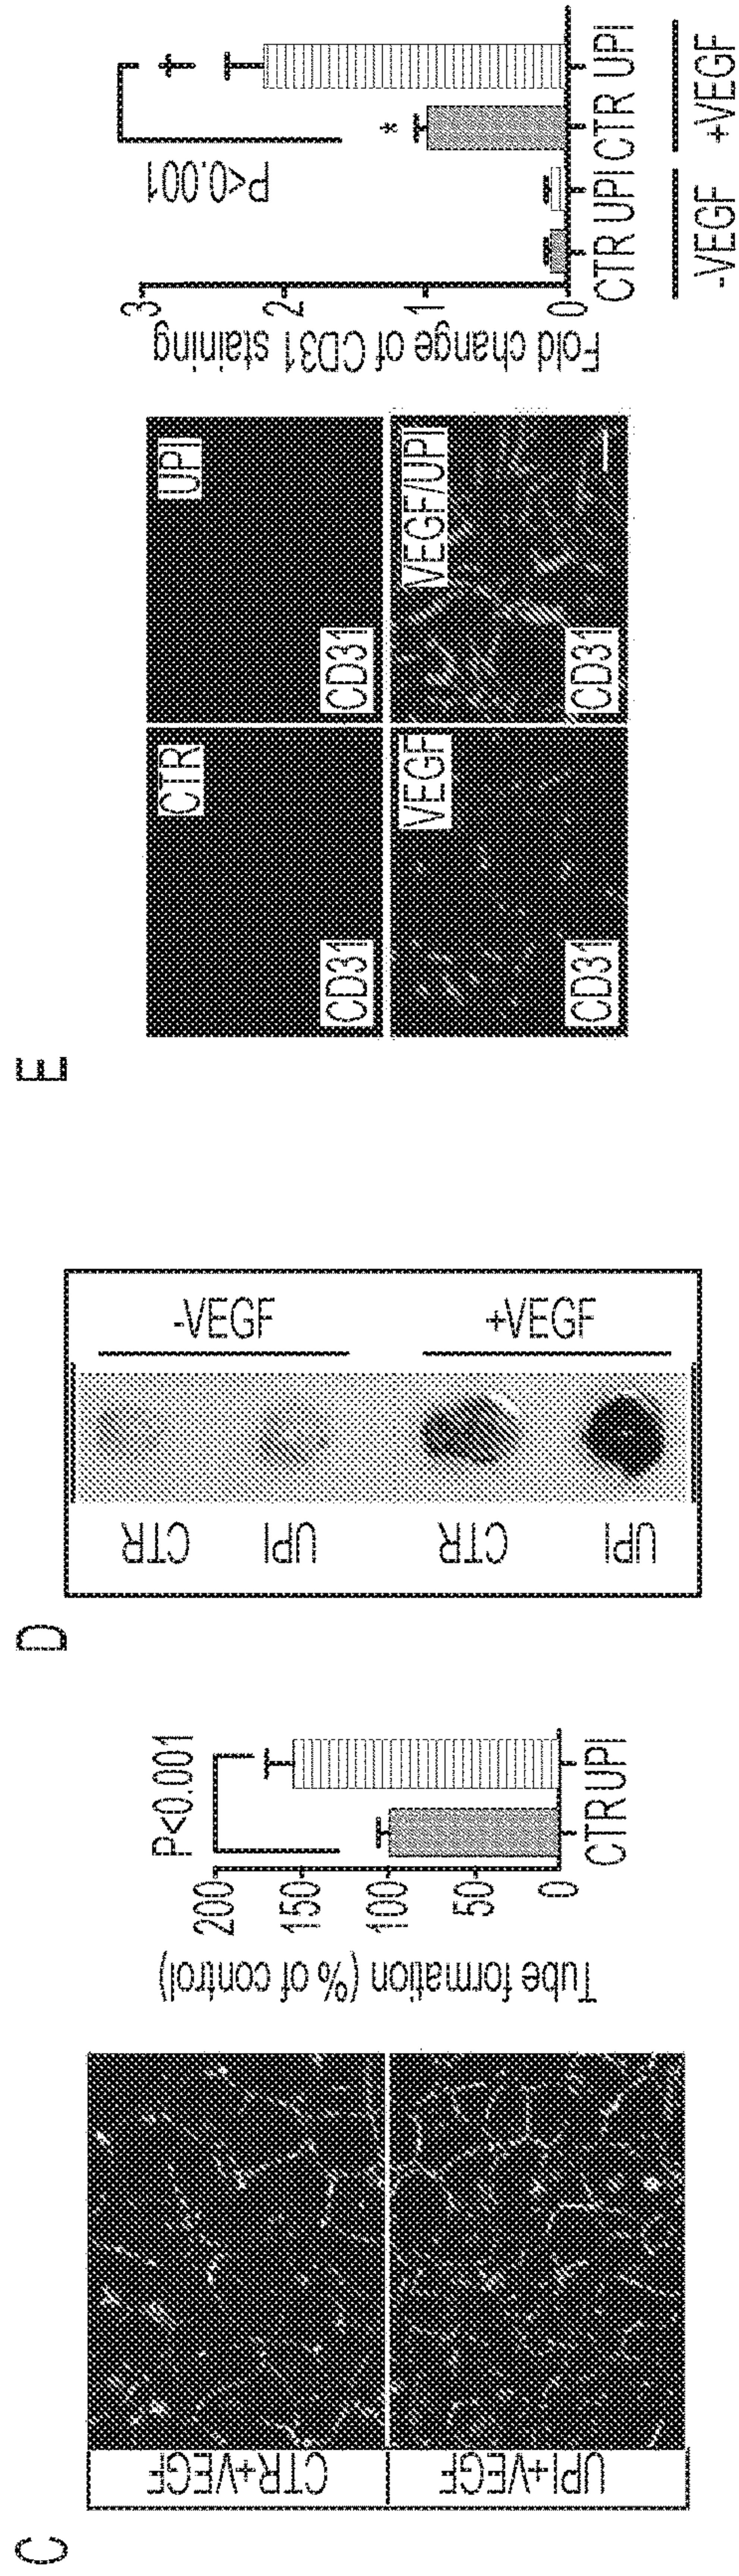 C
CTR+VEGF
UPI+VEGF
Tube formation (% of control)
200
150
100
50
0
P<0.001
CTR UPI
D
CTR
UPI
CTR
UPI
-VEGF
+VEGF
E
CTR
CD31
UPI
CD31
VEGF
CD31
VEGF/UPI
CD31
Fold change of CD31 staining
3
2
1
0
P<0.001
*
‡
CTR UPI CTR UPI
-VEGF +VEGF